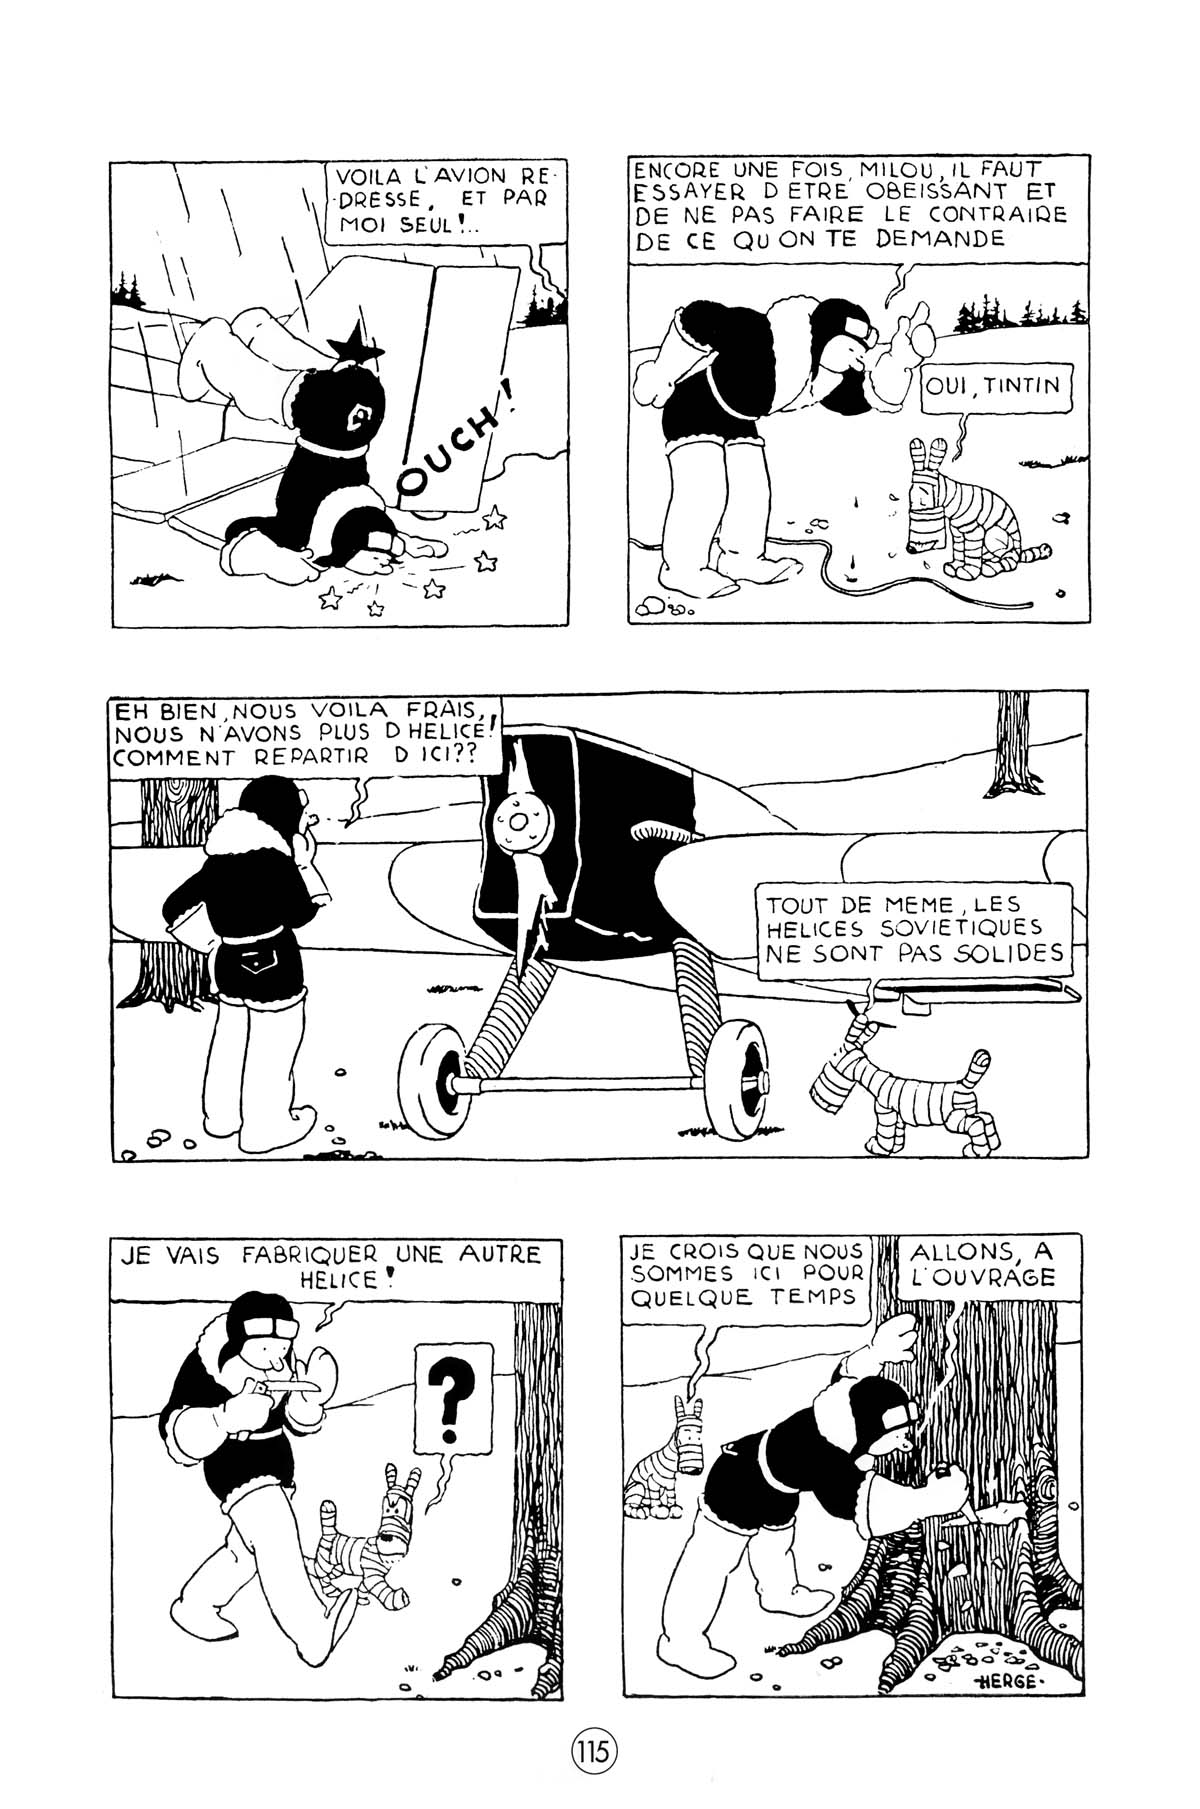 VOILA L'AVION RE-
DRESSE, ET PAR
MOI SEUL!..
OUCH!
ENCORE UNE FOIS, MILOU, IL FAUT
ESSAYER D ETRE OBEISSANT ET
DE NE PAS FAIRE LE CONTRAIRE
DE CE QU ON TE DEMANDE
OUI, TINTIN
EH BIEN, NOUS VOILA FRAIS,
NOUS N'AVONS PLUS D HELICE!
COMMENT REPARTIR D ICI??
TOUT DE MEME, LES
HELICES SOVIETIQUES
NE SONT PAS SOLIDES
JE VAIS FABRIQUER UNE AUTRE
HELICE!
?
JE CROIS QUE NOUS
SOMMES ICI POUR
QUELQUE TEMPS
ALLONS, A
L'OUVRAGE
-HERGE-
115